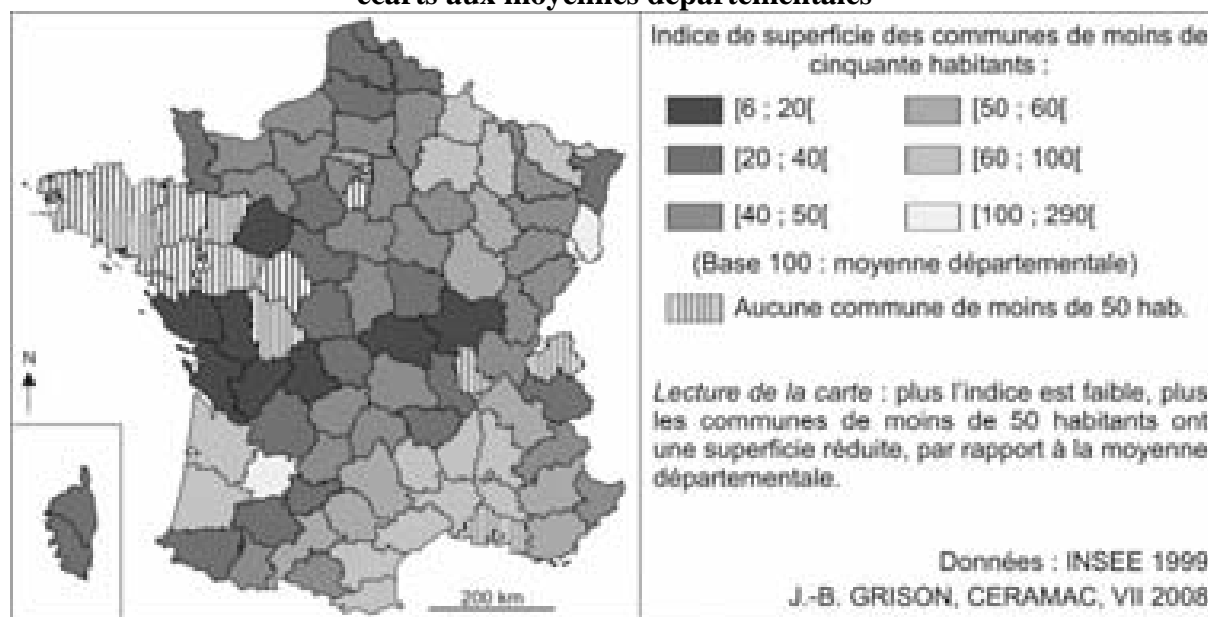 écarts aux moyennes départementales
Indice de superficie des communes de moins de
cinquante habitants :
[6 ; 20[
[50 ; 60[
[20 ; 40[
[60 ; 100[
[40 ; 50[
[100 ; 290[
(Base 100 : moyenne départementale)
Aucune commune de moins de 50 hab.
N
Lecture de la carte : plus l'indice est faible, plus
les communes de moins de 50 habitants ont
une superficie réduite, par rapport à la moyenne
départementale.
Données : INSEE 1999
200 km
J.-B. GRISON, CERAMAC, VII 2008